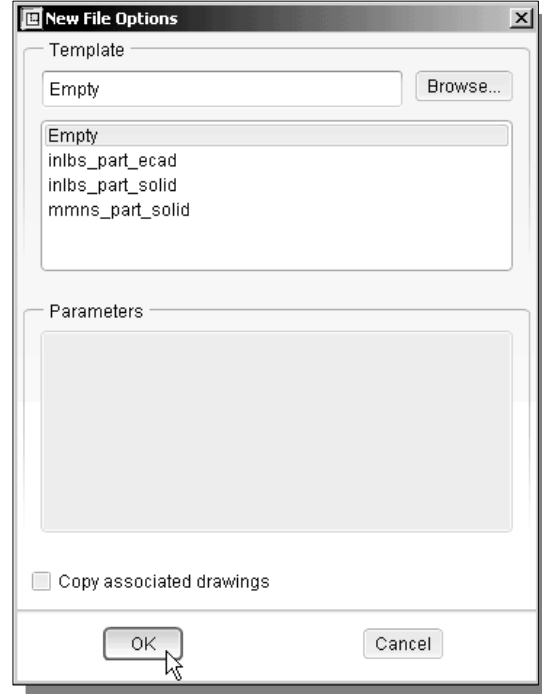 New File Options
Template
Empty
Browse...
Empty
inlbs_part_ecad
inlbs_part_solid
mmns_part_solid
Parameters
Copy associated drawings
OK
Cancel